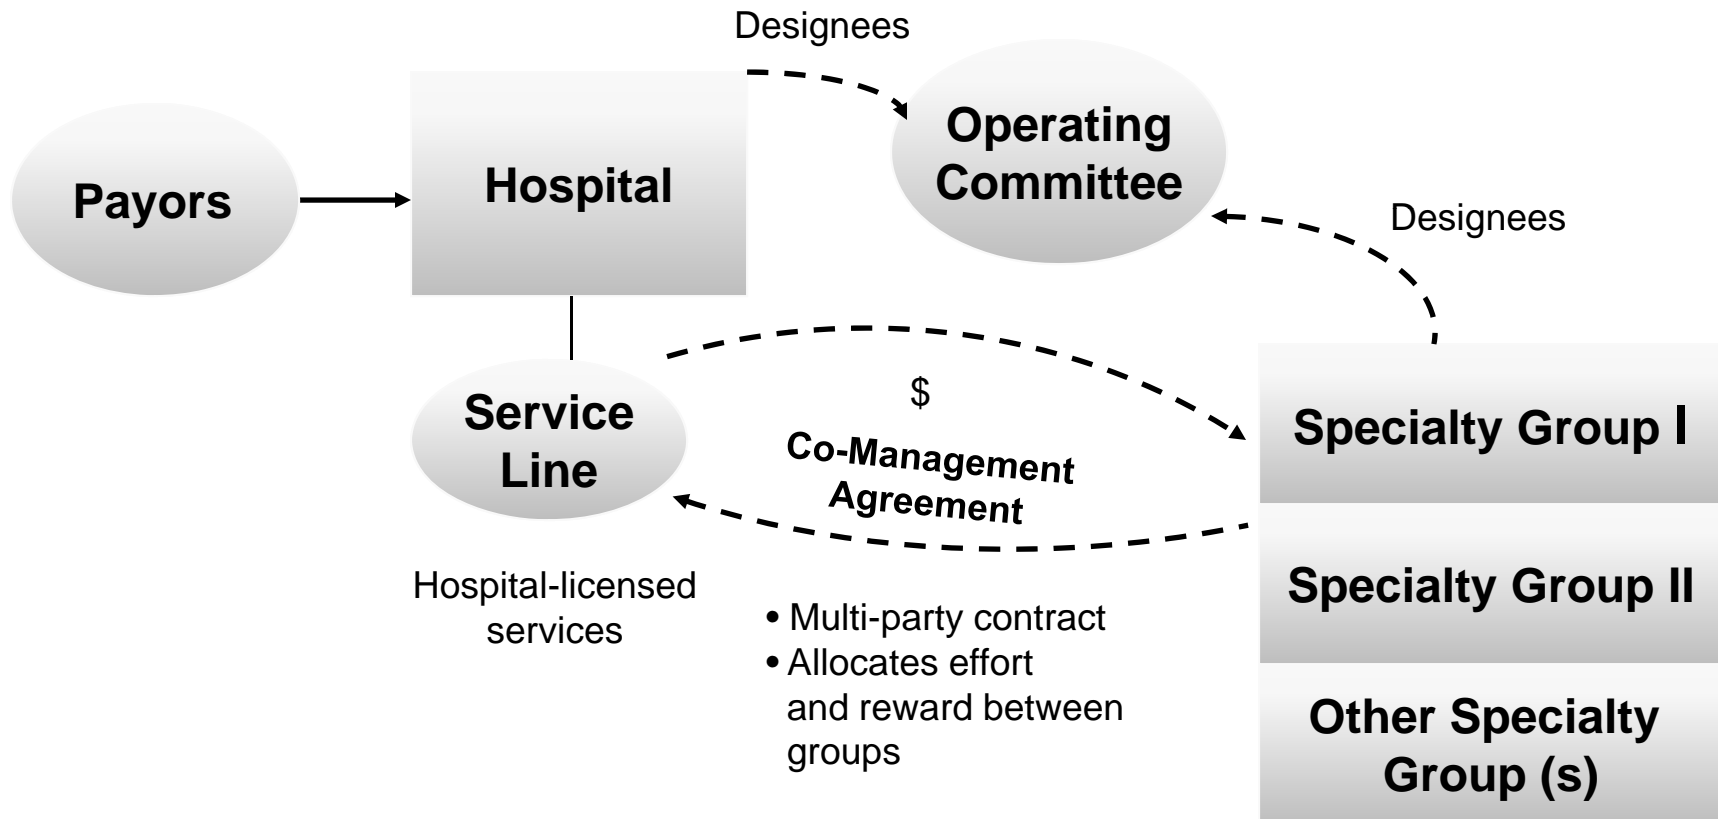 Designees
Operating
Committee
Hospital
Payors
Designees
$
Service
Line
Co-Management
Agreement
Specialty Group I
Hospital-licensed
services
• Multi-party contract
• Allocates effort
and reward between
groups
Specialty Group II
Other Specialty
Group (s)